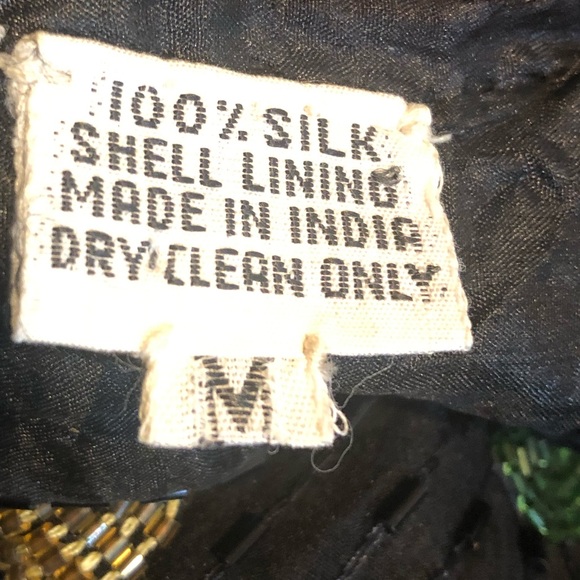 100% SILK
SHELL LINING
MADE IN INDIA
DRY CLEAN ONLY
M